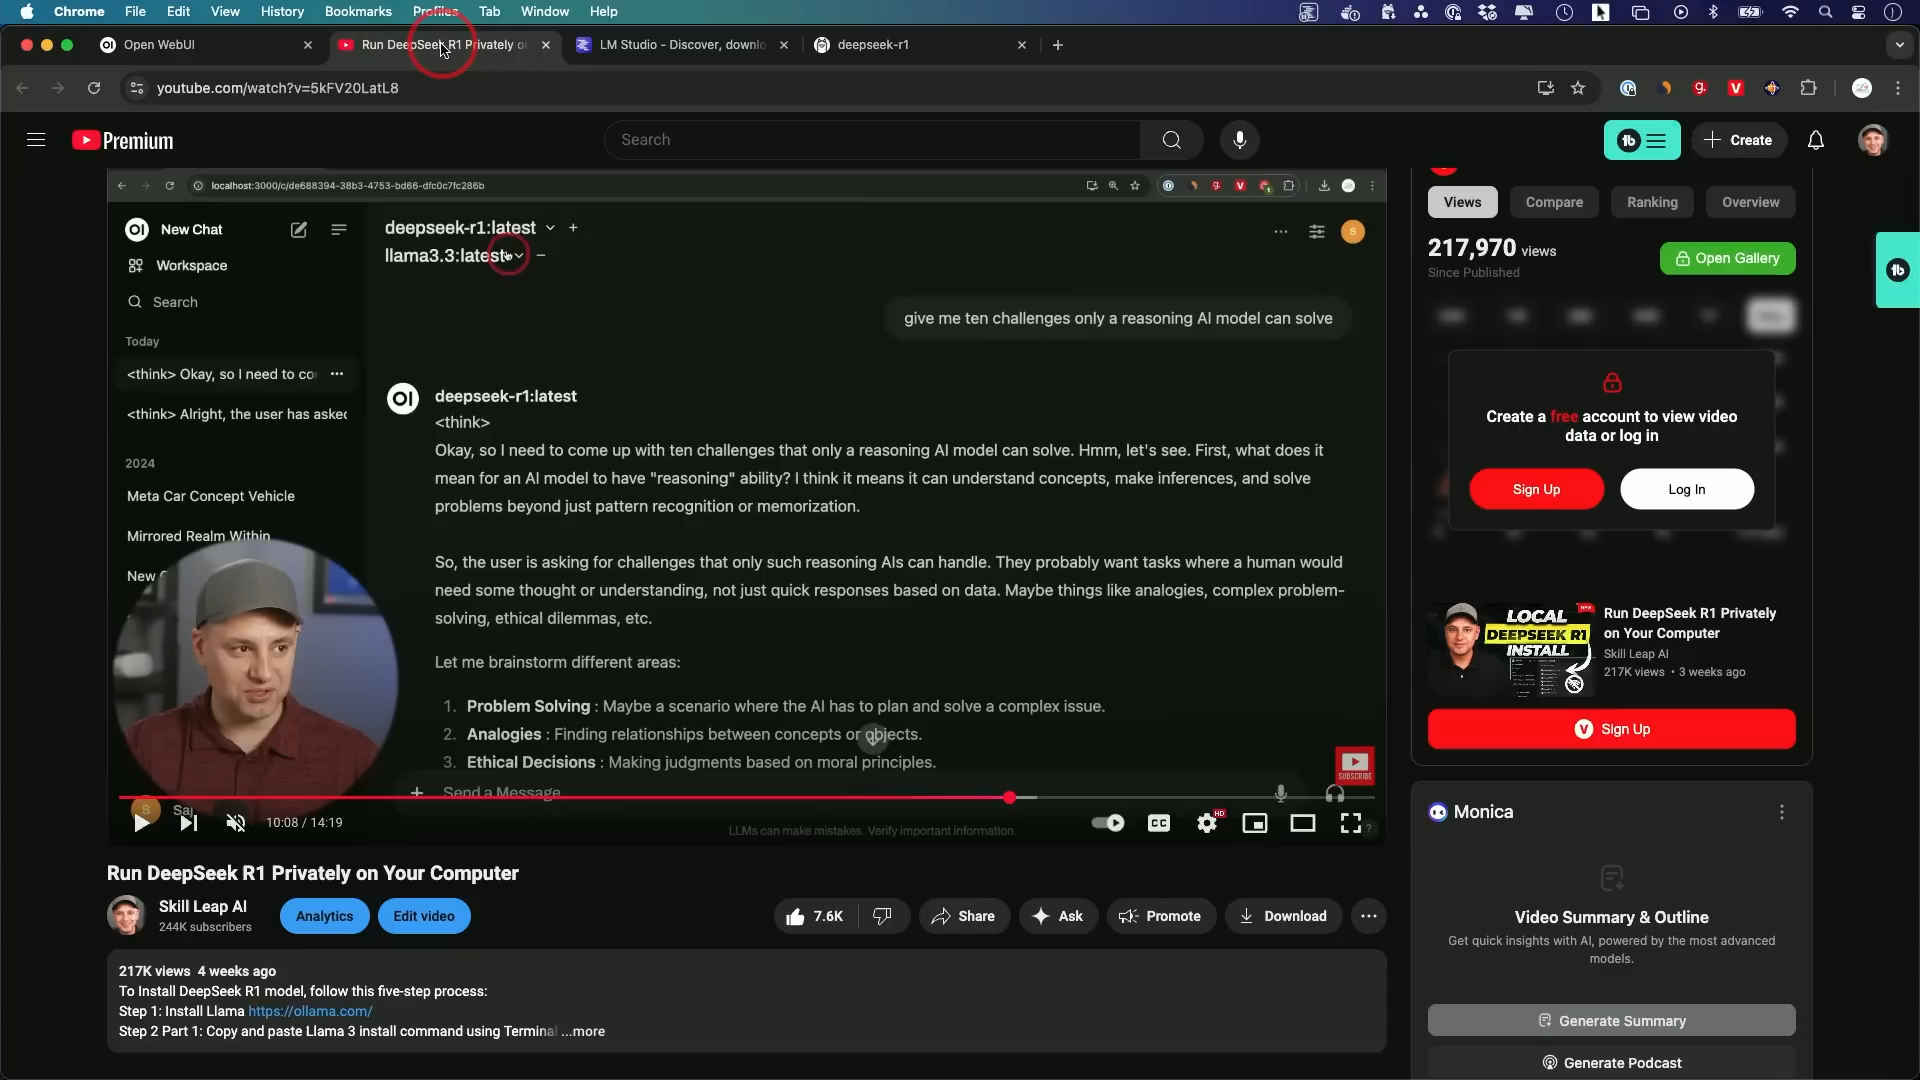 Chrome File Edit View History Bookmarks Profiles Tab Window Help
Open WebUI
Run DeepSeek R1 Privately on
LM Studio - Discover, downlo
deepseek-r1
youtube.com/watch?v=5kFV20LatL8
Premium
Search
Create
localhost:3000/c/de688394-38b3-4753-bd66-dfc0c7fc286b
OI New Chat
Workspace
Search
Today
<think> Okay, so I need to co
<think> Alright, the user has asked
2024
Meta Car Concept Vehicle
Mirrored Realm Within
deepseek-r1:latest
llama3.3:latest
S
give me ten challenges only a reasoning AI model can solve
OI deepseek-r1:latest
<think>
Okay, so I need to come up with ten challenges that only a reasoning AI model can solve. Hmm, let's see. First, what does it
mean for an AI model to have "reasoning" ability? I think it means it can understand concepts, make inferences, and solve
problems beyond just pattern recognition or memorization.
So, the user is asking for challenges that only such reasoning AIs can handle. They probably want tasks where a human would
need some thought or understanding, not just quick responses based on data. Maybe things like analogies, complex problem-
solving, ethical dilemmas, etc.
Let me brainstorm different areas:
1. Problem Solving : Maybe a scenario where the AI has to plan and solve a complex issue.
2. Analogies : Finding relationships between concepts or objects.
3. Ethical Decisions : Making judgments based on moral principles.
Send a Message
SUBSCRIBE
S
10:08 / 14:19
LLMs can make mistakes. Verify important information.
CC
HD
Run DeepSeek R1 Privately on Your Computer
Skill Leap AI
244K subscribers
Analytics
Edit video
7.6K
Share
Ask
Promote
Download
217K views 4 weeks ago
To Install DeepSeek R1 model, follow this five-step process:
Step 1: Install Llama https://ollama.com/
Step 2 Part 1: Copy and paste Llama 3 install command using Terminal ...more
Views
Compare
Ranking
Overview
217,970 views
Since Published
Open Gallery
Create a free account to view video
data or log in
Sign Up
Log In
LOCAL
DEEPSEEK R1
INSTALL
Run DeepSeek R1 Privately
on Your Computer
Skill Leap AI
217K views • 3 weeks ago
Sign Up
Monica
Video Summary & Outline
Get quick insights with AI, powered by the most advanced
models.
Generate Summary
Generate Podcast